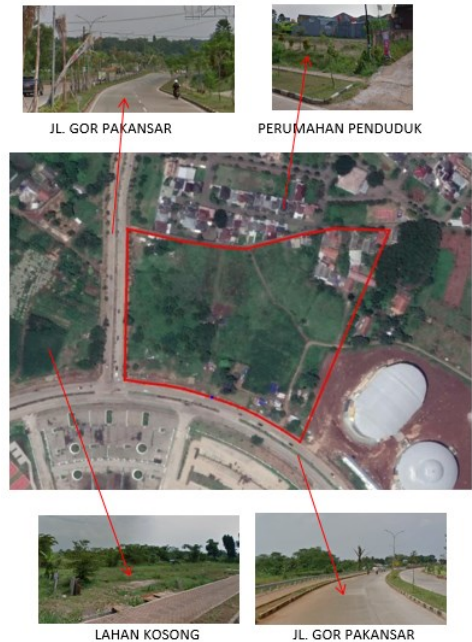 JL. GOR PAKANSAR
PERUMAHAN PENDUDUK
LAHAN KOSONG
JL. GOR PAKANSAR